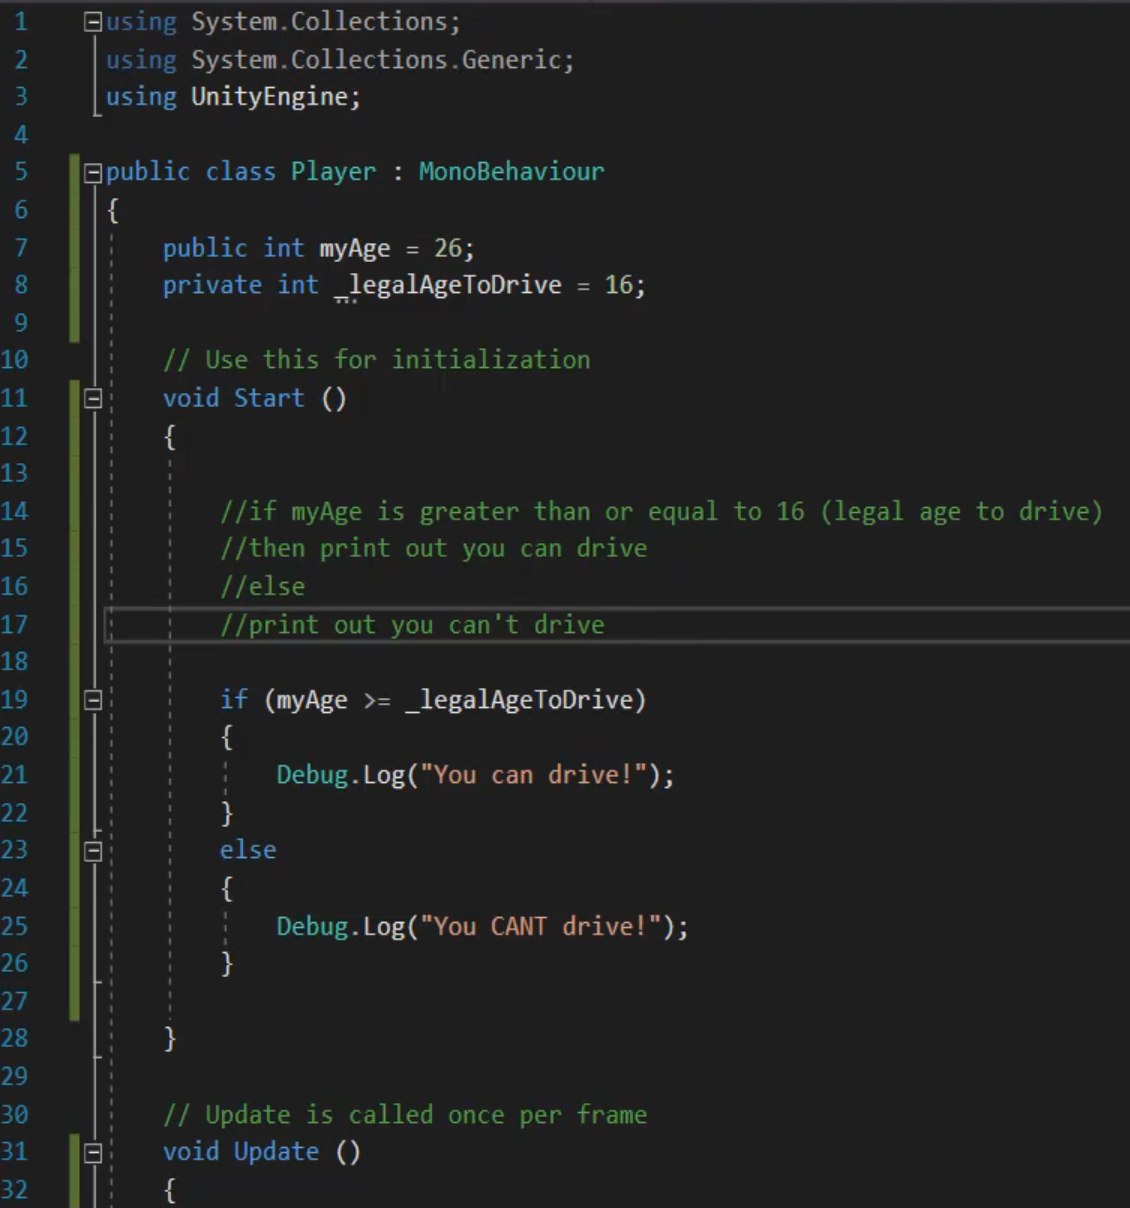 1 using System.Collections;
2 using System.Collections.Generic;
3 using UnityEngine;
4
5 public class Player : MonoBehaviour
6 {
7 public int myAge = 26;
8 private int _legalAgeToDrive = 16;
9
10 // Use this for initialization
11 void Start ()
12 {
13
14 //if myAge is greater than or equal to 16 (legal age to drive)
15 //then print out you can drive
16 //else
17 //print out you can't drive
18
19 if (myAge >= _legalAgeToDrive)
20 {
21 Debug.Log("You can drive!");
22 }
23 else
24 {
25 Debug.Log("You CANT drive!");
26 }
27
28 }
29
30 // Update is called once per frame
31 void Update ()
32 {